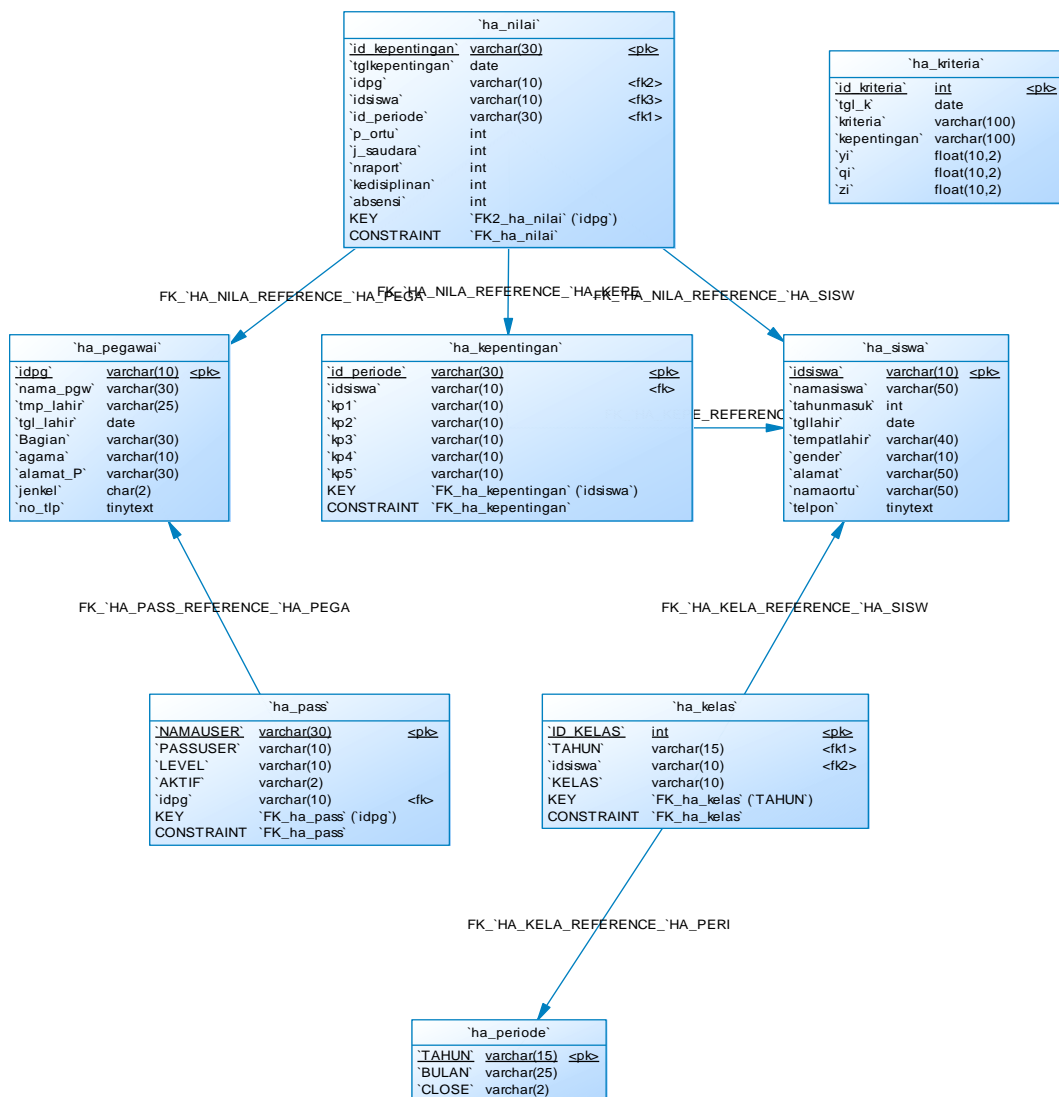 `ha_nilai`
`id_kepentingan` varchar(30) <pk>
`tglkepentingan` date
`idpg` varchar(10) <fk2>
`idsiswa` varchar(10) <fk3>
`id_periode` varchar(30) <fk1>
`p_ortu` int
`j_saudara` int
`nraport` int
`kedisiplinan` int
`absensi` int
KEY `FK2_ha_nilai` (`idpg`)
CONSTRAINT `FK_ha_nilai`
`ha_kriteria`
`id_kriteria` int <pk>
`tgl_k` date
`kriteria` varchar(100)
`kepentingan` varchar(100)
`yi` float(10,2)
`qi` float(10,2)
`zi` float(10,2)
FK_`HA_NILA_REFERENCE_`HA_PEGA
FK_`HA_NILA_REFERENCE_`HA_KEPE
FK_`HA_NILA_REFERENCE_`HA_SISW
`ha_pegawai`
`idpg` varchar(10) <pk>
`nama_pgw` varchar(30)
`tmp_lahir` varchar(25)
`tgl_lahir` date
`Bagian` varchar(30)
`agama` varchar(10)
`alamat_P` varchar(30)
`jenkel` char(2)
`no_tlp` tinytext
`ha_kepentingan`
`id_periode` varchar(30) <pk>
`idsiswa` varchar(10) <fk>
`kp1` varchar(10)
`kp2` varchar(10)
`kp3` varchar(10)
`kp4` varchar(10)
`kp5` varchar(10)
KEY `FK_ha_kepentingan` (`idsiswa`)
CONSTRAINT `FK_ha_kepentingan`
E_REFERENC
`ha_siswa`
`idsiswa` varchar(10) <pk>
`namasiswa` varchar(50)
`tahunmasuk` int
`tgllahir` date
`tempatlahir` varchar(40)
`gender` varchar(10)
`alamat` varchar(50)
`namaortu` varchar(50)
`telpon` tinytext
FK_`HA_PASS_REFERENCE_`HA_PEGA
FK_`HA_KELA_REFERENCE_`HA_SISW
`ha_pass`
`NAMAUSER` varchar(30) <pk>
`PASSUSER` varchar(10)
`LEVEL` varchar(10)
`AKTIF` varchar(2)
`idpg` varchar(10) <fk>
KEY `FK_ha_pass` (`idpg`)
CONSTRAINT `FK_ha_pass`
`ha_kelas`
`ID_KELAS` int <pk>
`TAHUN` varchar(15) <fk1>
`idsiswa` varchar(10) <fk2>
`KELAS` varchar(10)
KEY `FK_ha_kelas` (`TAHUN`)
CONSTRAINT `FK_ha_kelas`
FK_`HA_KELA_REFERENCE_`HA_PERI
`ha_periode`
`TAHUN` varchar(15) <pk>
`BULAN` varchar(25)
`CLOSE` varchar(2)